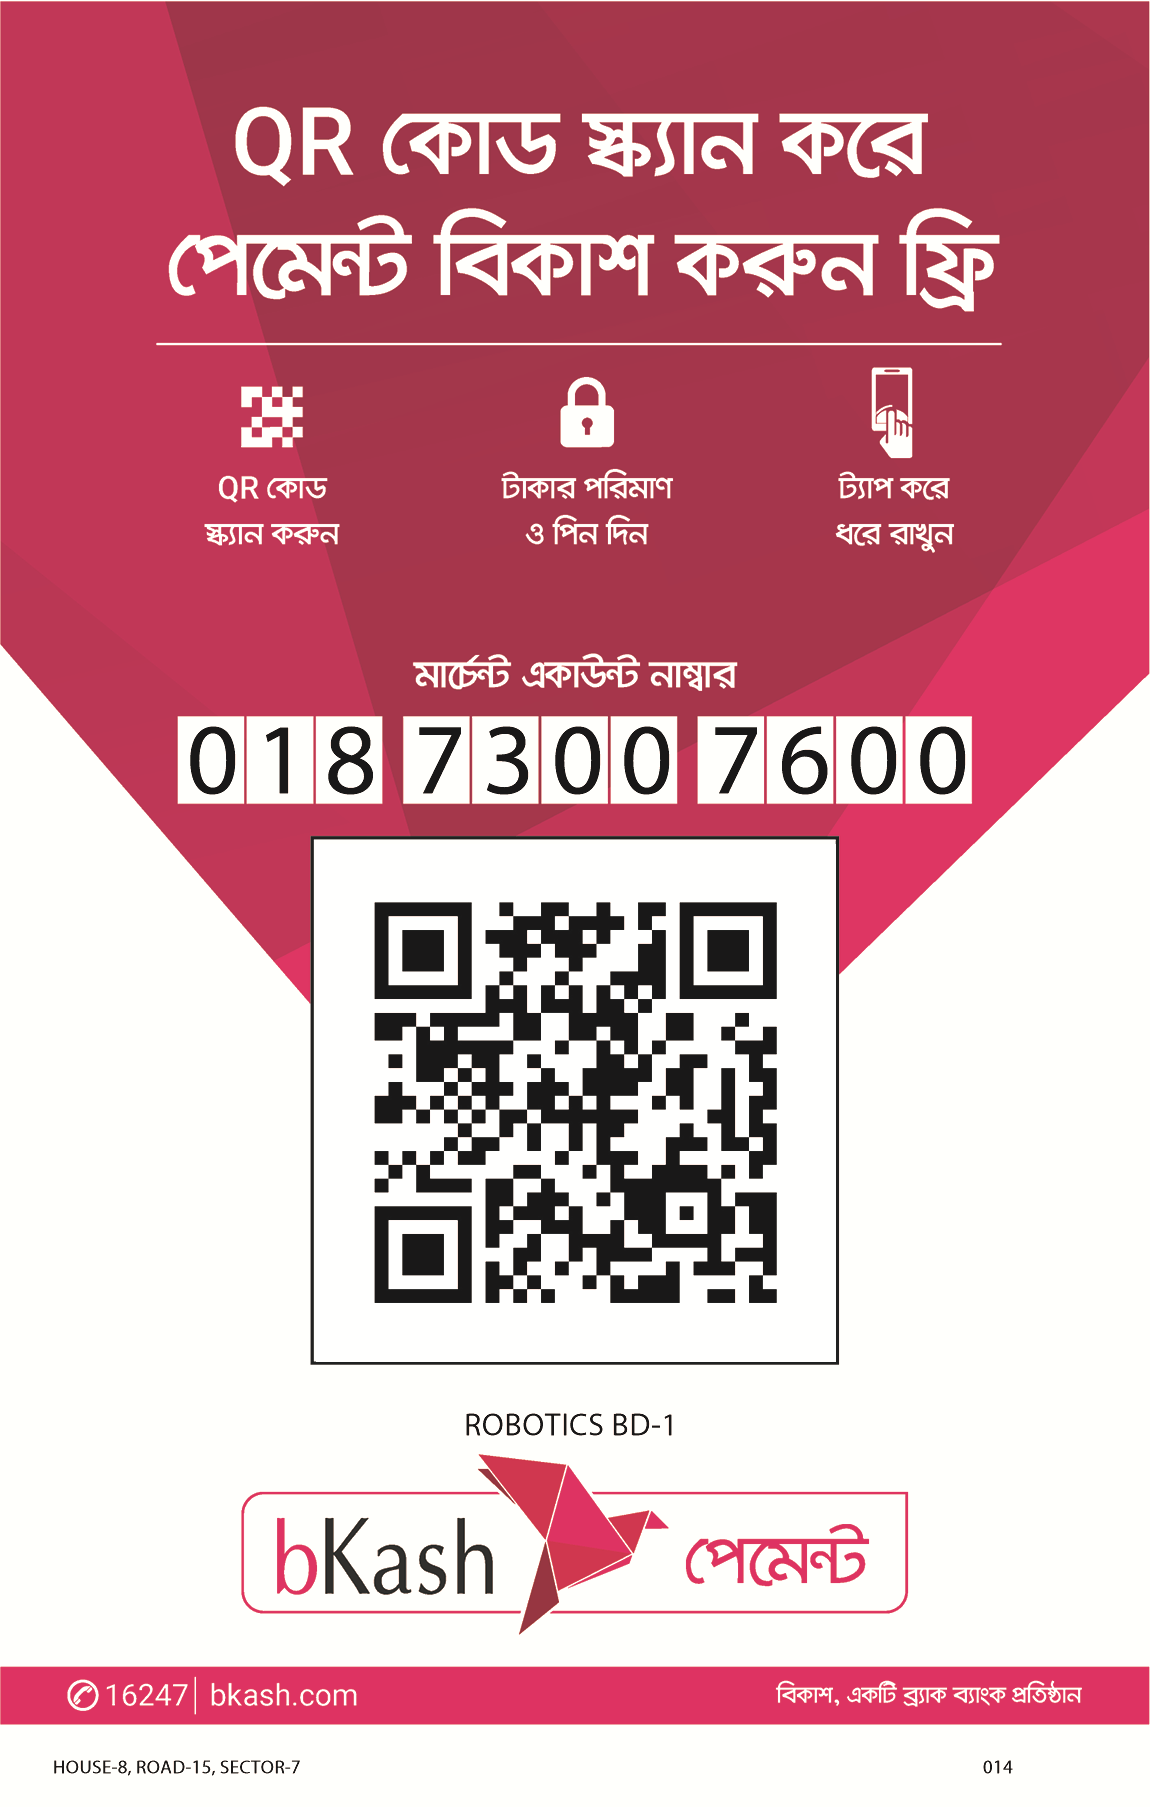 QR কোড স্ক্যান করে
পেমেন্ট বিকাশ করুন ফ্রি
QR কোড
স্ক্যান করুন
টাকার পরিমাণ
ও পিন দিন
ট্যাপ করে
ধরে রাখুন
মার্চেন্ট একাউন্ট নাম্বার
018 7300 7600
ROBOTICS BD-1
bKash পেমেন্ট
16247 | bkash.com
বিকাশ, একটি ব্র্যাক ব্যাংক প্রতিষ্ঠান
HOUSE-8, ROAD-15, SECTOR-7
014